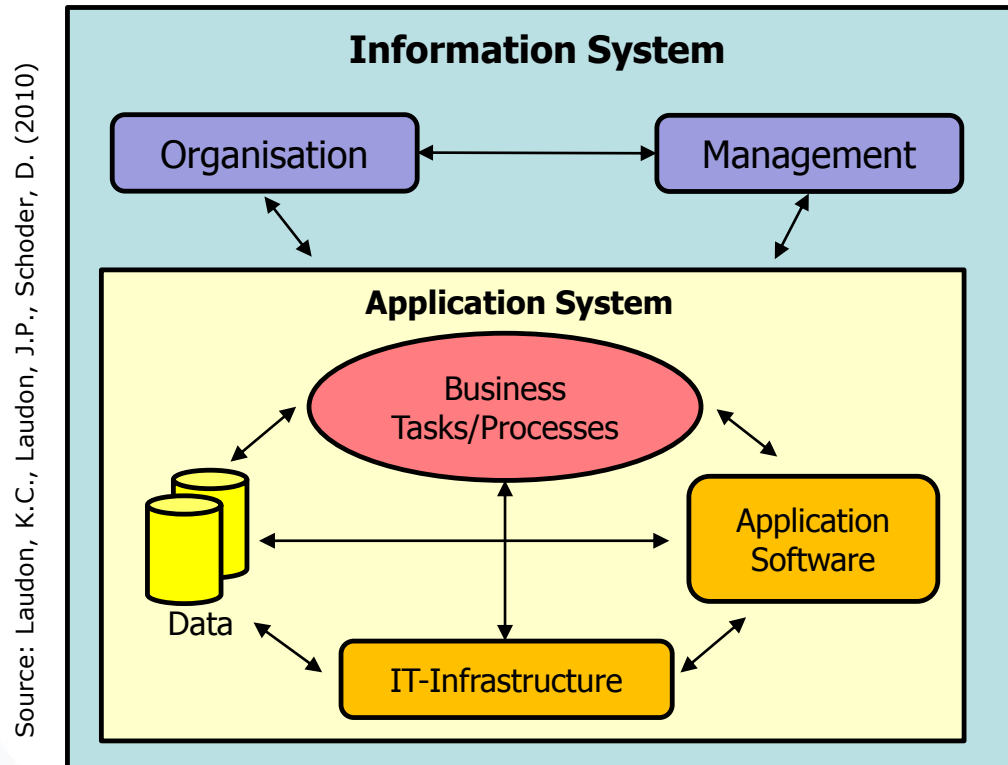 Information System
Organisation
Management
Application System
Business
Tasks/Processes
Application
Software
Data
IT-Infrastructure
Source: Laudon, K.C., Laudon, J.P., Schoder, D. (2010)